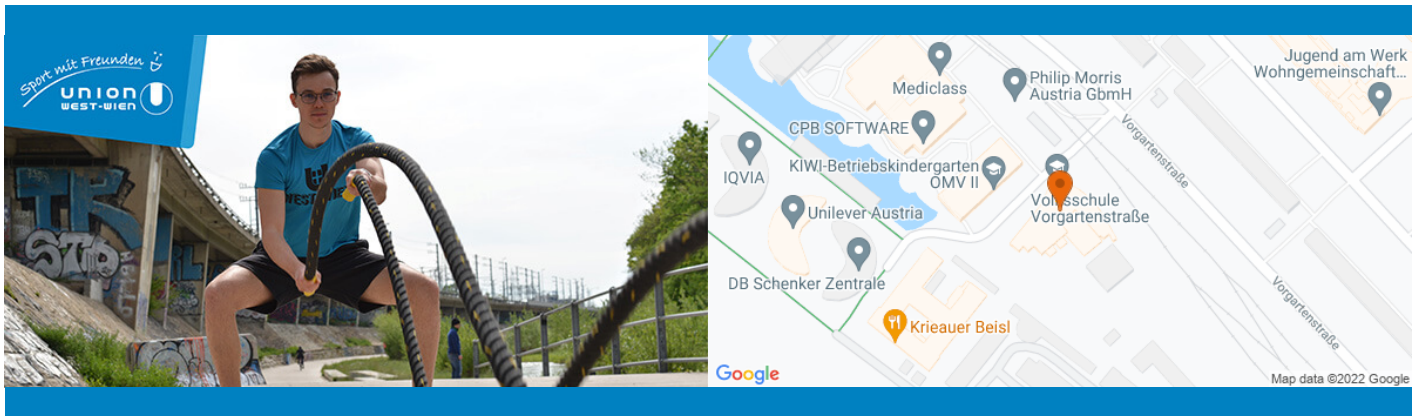 Sport mit Freunden
UNION
WEST-WIEN
WEST WIEN
Mediclass
Philip Morris
Austria GbmH
Jugend am Werk
Wohngemeinschaft...
CPB SOFTWARE
Vorgartenstraße
IQVIA
KIWI-Betriebskindergarten
OMV II
Volksschule
Vorgartenstraße
Unilever Austria
DB Schenker Zentrale
Vorgartenstraße
Krieauer Beisl
Google
Map data ©2022 Google